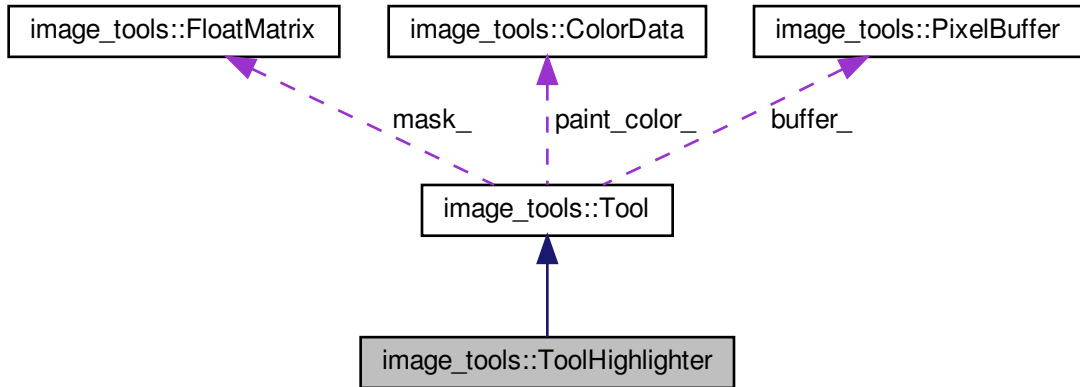 image_tools::FloatMatrix
image_tools::ColorData
image_tools::PixelBuffer
mask_
paint_color_
buffer_
image_tools::Tool
image_tools::ToolHighlighter